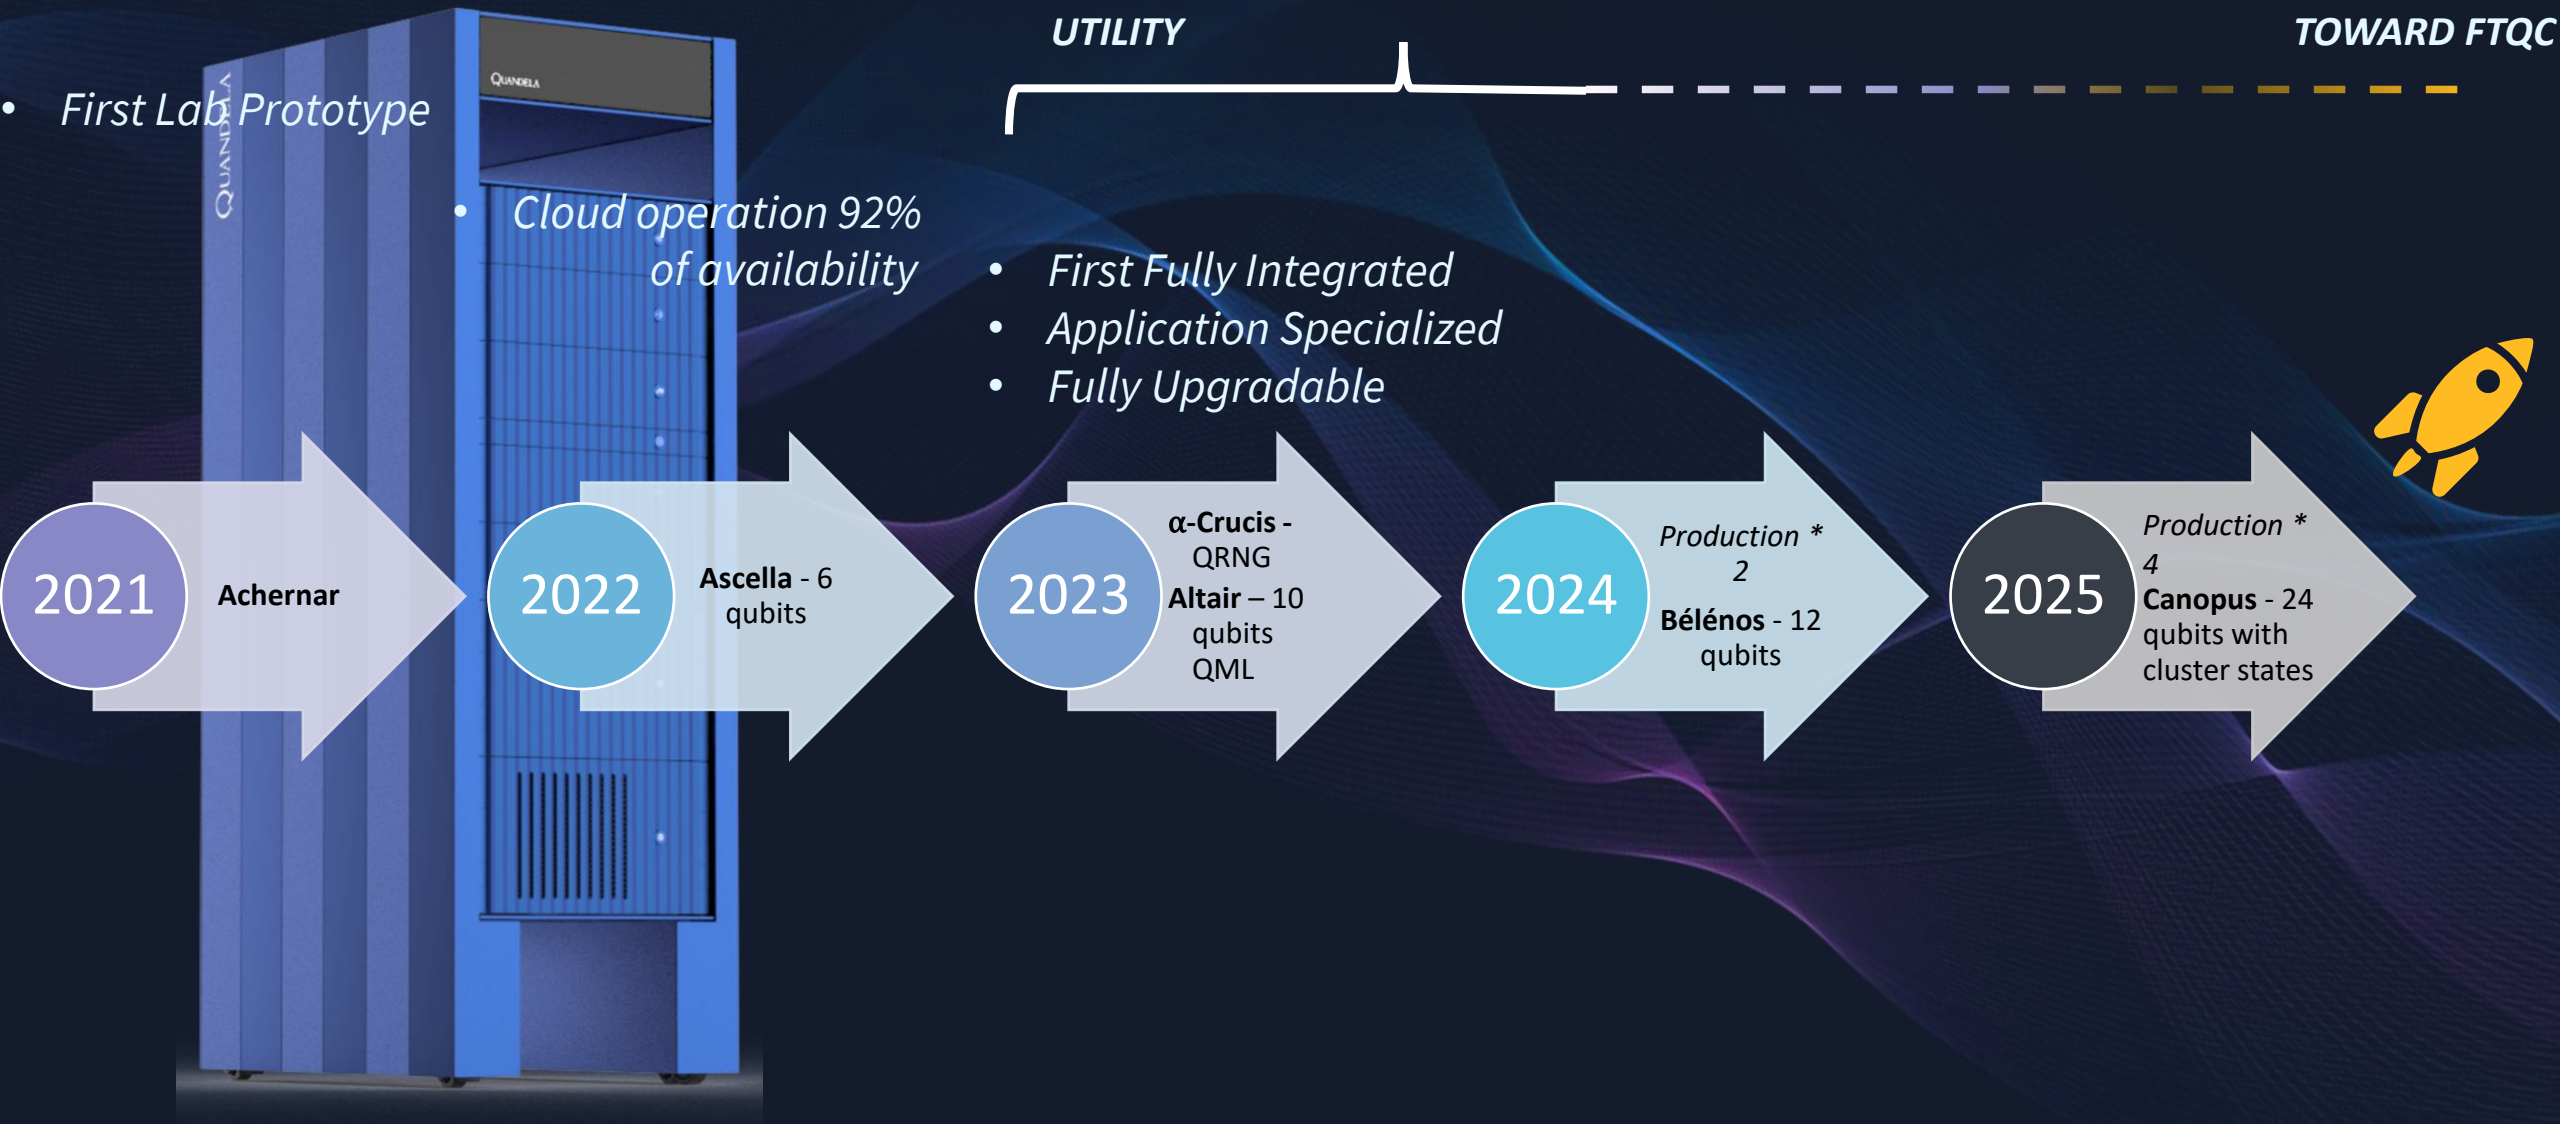 UTILITY
TOWARD FTQC
QUANDELA
QUANDELA
• First Lab Prototype
• Cloud operation 92%
of availability
• First Fully Integrated
• Application Specialized
• Fully Upgradable
2021
Achernar
2022
Ascella - 6
qubits
2023
α-Crucis -
QRNG
Altair – 10
qubits
QML
2024
Production *
2
Bélénos - 12
qubits
2025
Production *
4
Canopus - 24
qubits with
cluster states